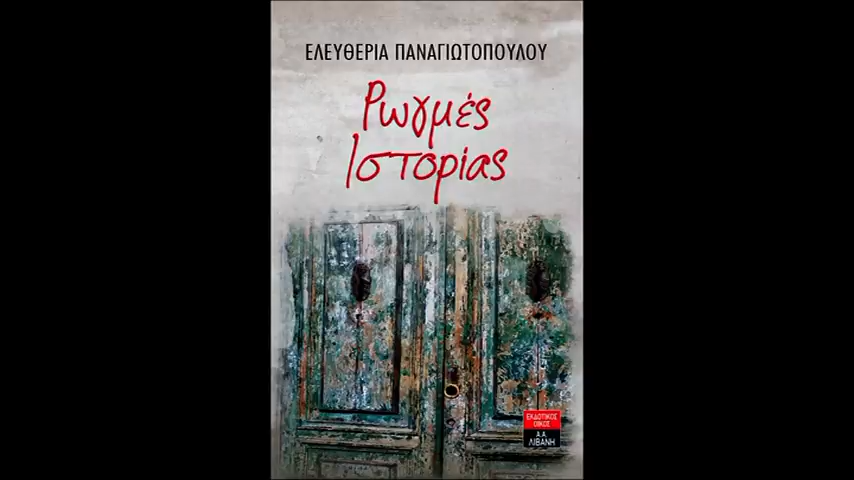 ΕΛΕΥΘΕΡΙΑ ΠΑΝΑΓΙΩΤΟΠΟΥΛΟΥ
Ρωγμές
Ιστορίας
ΕΚΔΟΤΙΚΟΣ
ΟΙΚΟΣ
Α.Α.
ΛΙΒΑΝΗ